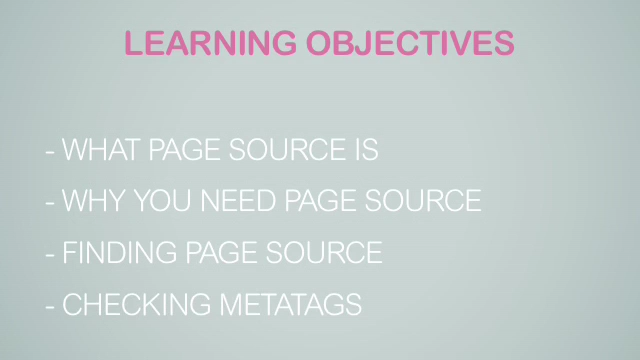 LEARNING OBJECTIVES
- WHAT PAGE SOURCE IS
- WHY YOU NEED PAGE SOURCE
- FINDING PAGE SOURCE
- CHECKING METATAGS